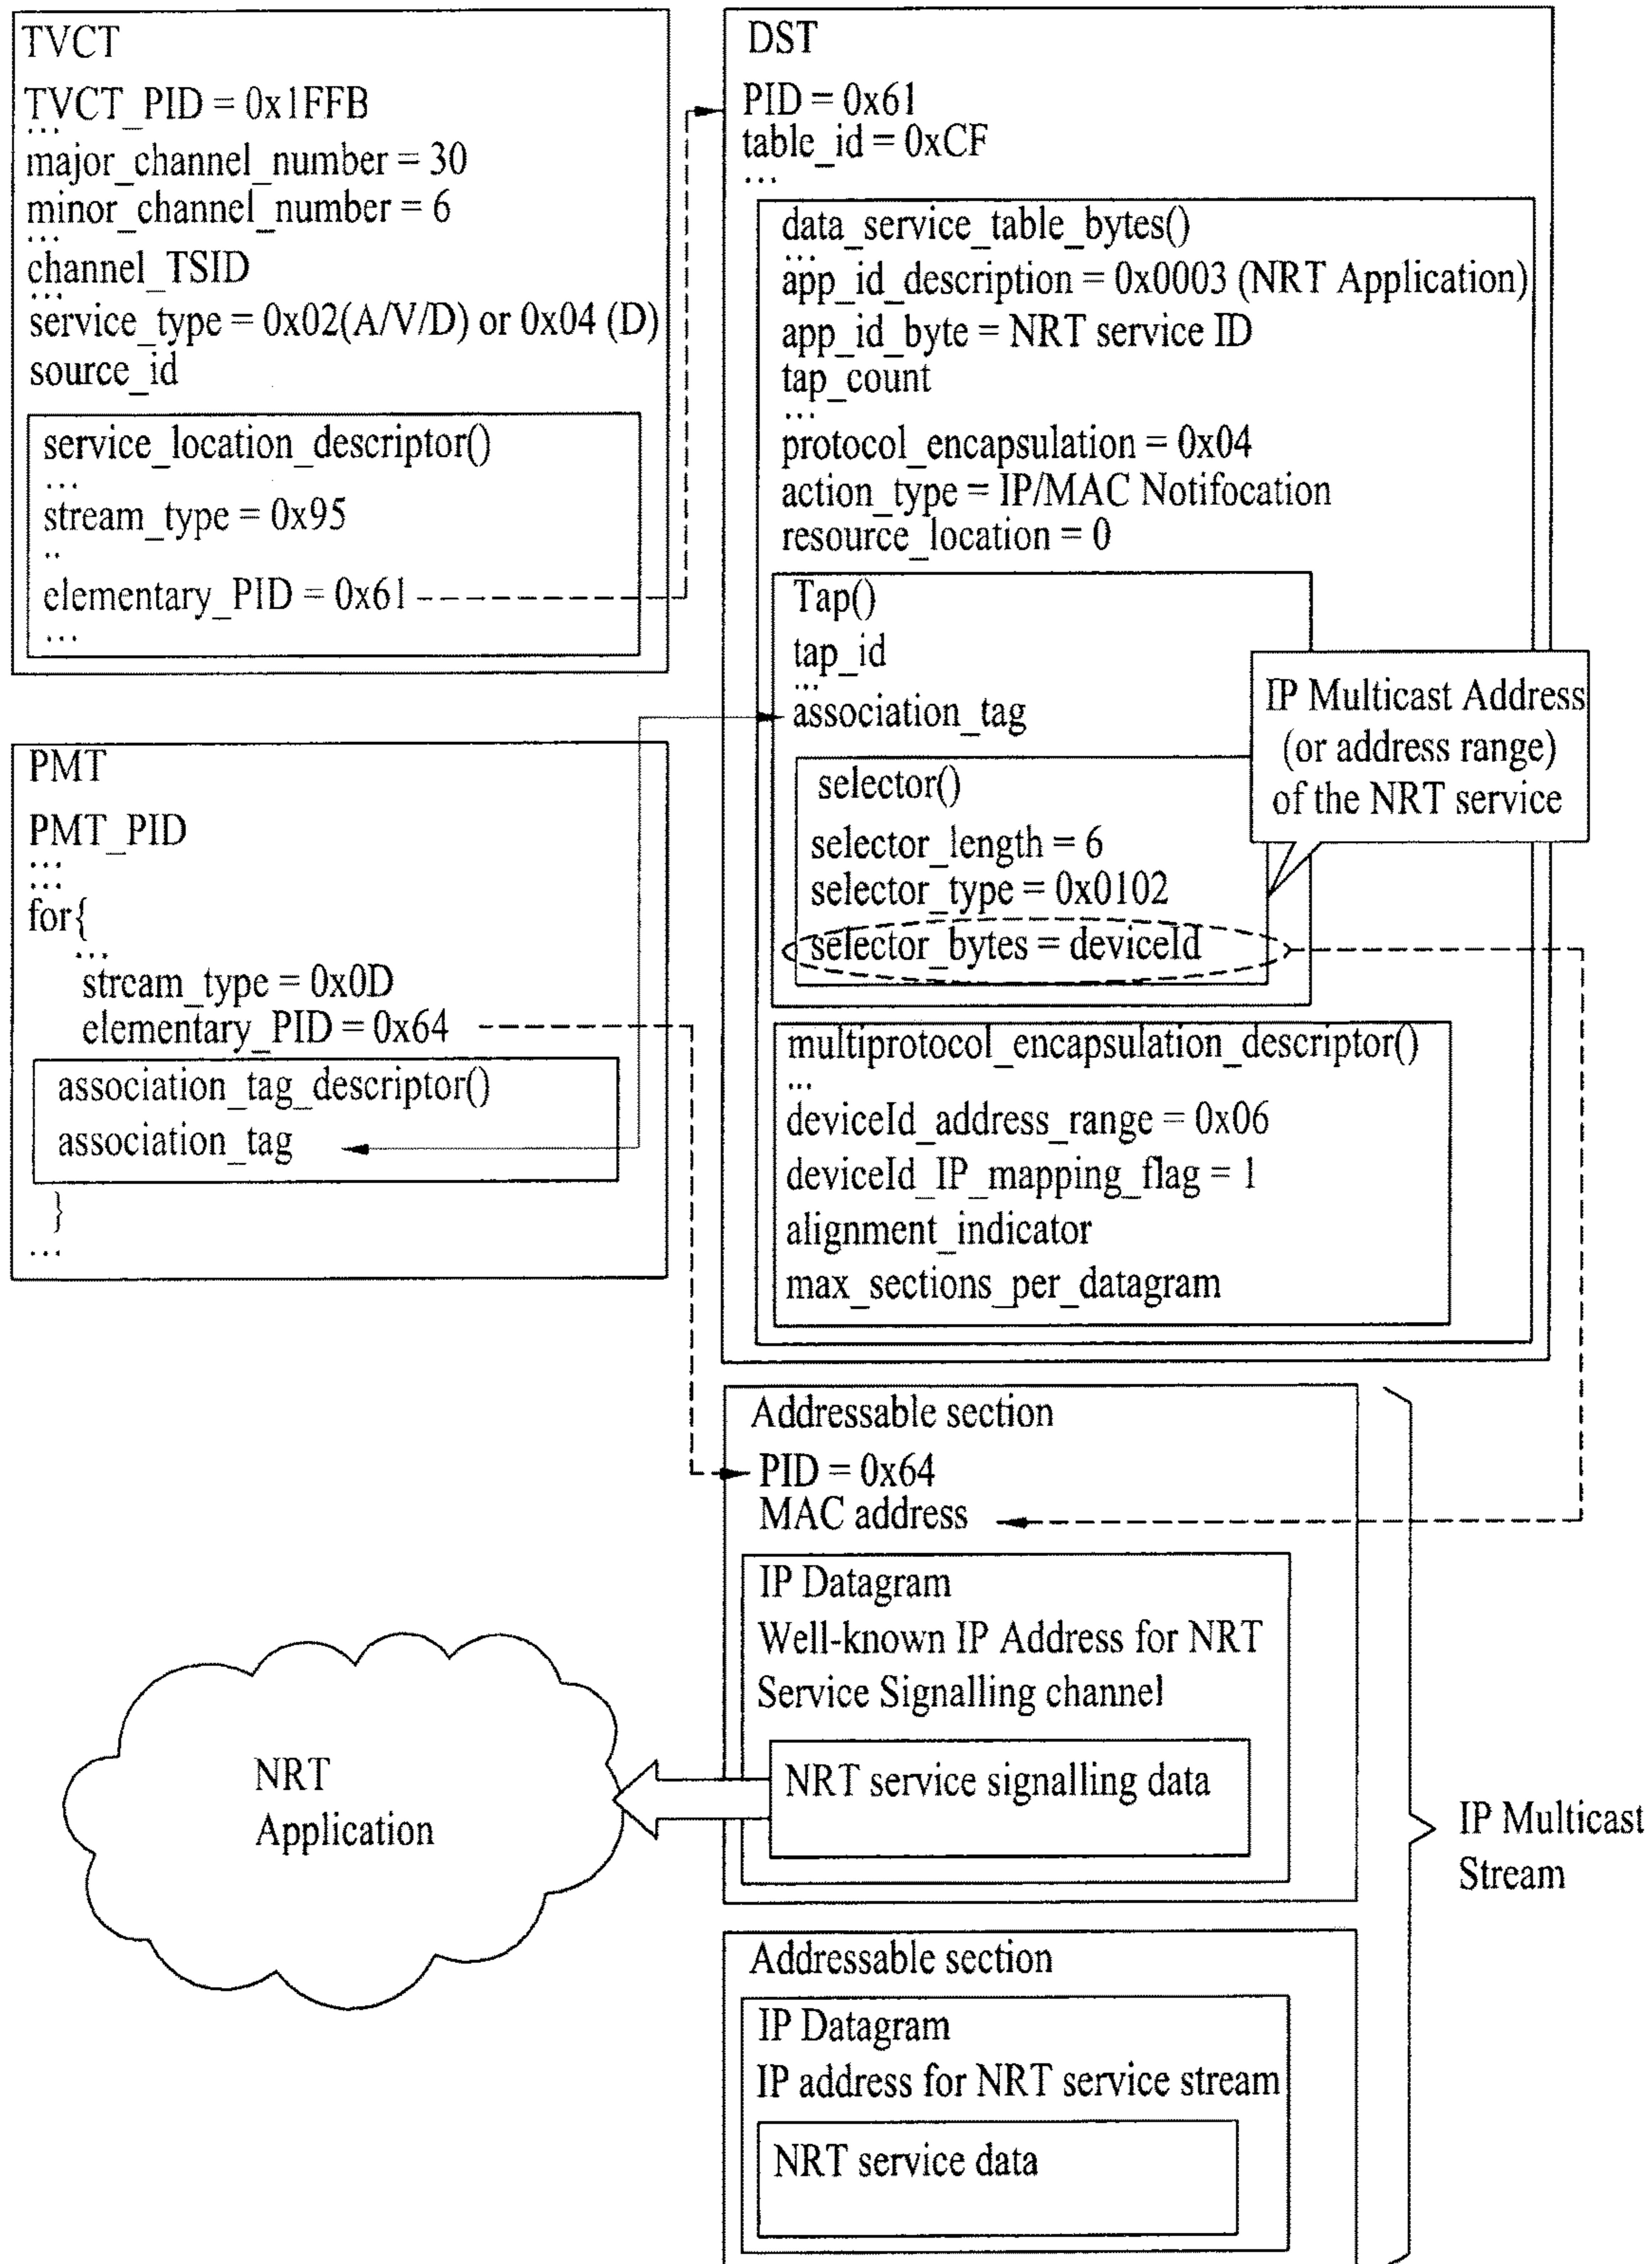 TVCT
TVCT_PID = 0x1FFB
...
major_channel_number = 30
minor_channel_number = 6
...
channel_TSID
...
service_type = 0x02(A/V/D) or 0x04 (D)
source_id
service_location_descriptor()
...
stream_type = 0x95
..
elementary_PID = 0x61
...
PMT
PMT_PID
...
...
for{
...
stream_type = 0x0D
elementary_PID = 0x64
association_tag_descriptor()
association_tag
}
...
DST
PID = 0x61
table_id = 0xCF
...
data_service_table_bytes()
...
app_id_description = 0x0003 (NRT Application)
app_id_byte = NRT service ID
tap_count
...
protocol_encapsulation = 0x04
action_type = IP/MAC Notifocation
resource_location = 0
Tap()
tap_id
...
association_tag
selector()
selector_length = 6
selector_type = 0x0102
selector_bytes = deviceId
IP Multicast Address
(or address range)
of the NRT service
multiprotocol_encapsulation_descriptor()
...
deviceId_address_range = 0x06
deviceId_IP_mapping_flag = 1
alignment_indicator
max_sections_per_datagram
Addressable section
PID = 0x64
MAC address
IP Datagram
Well-known IP Address for NRT
Service Signalling channel
NRT service signalling data
NRT
Application
IP Multicast
Stream
Addressable section
IP Datagram
IP address for NRT service stream
NRT service data